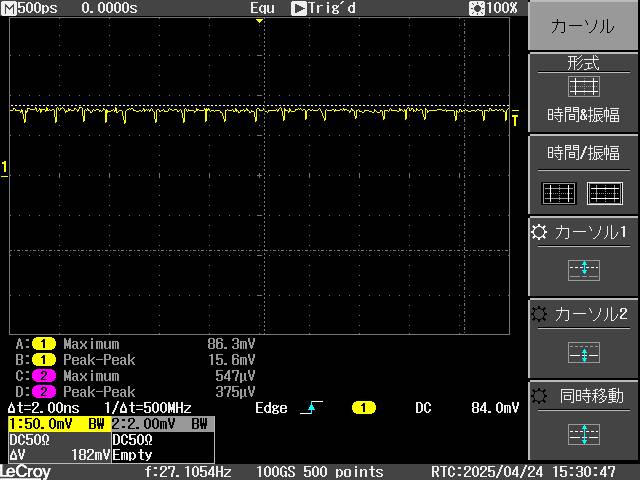 M 500ps 0.0000s Equ Trig'd 100%
カーソル
形式
時間&振幅
時間/振幅
カーソル1
カーソル2
同時移動
T
1
A: 1 Maximum 86.3mV
B: 1 Peak-Peak 15.6mV
C: 2 Maximum 547µV
D: 2 Peak-Peak 375µV
Δt=2.00ns 1/Δt=500MHz Edge 1 DC 84.0mV
1:50.0mV BW 2:2.00mV BW
DC50Ω DC50Ω
ΔV 182mV Empty
LeCroy f:27.1054Hz 100GS 500 points RTC:2025/04/24 15:30:47